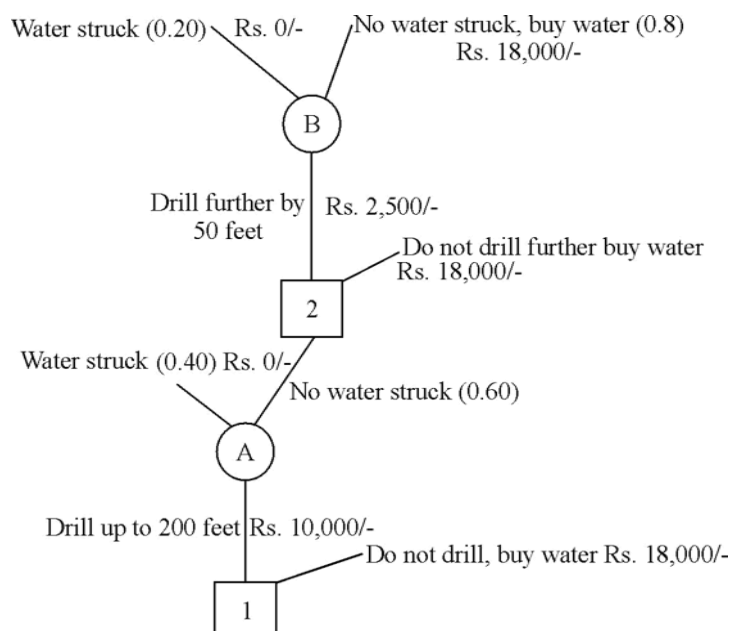 Water struck (0.20) Rs. 0/- No water struck, buy water (0.8)
Rs. 18,000/-
B
Drill further by Rs. 2,500/-
50 feet
Do not drill further buy water
Rs. 18,000/-
2
Water struck (0.40) Rs. 0/-
No water struck (0.60)
A
Drill up to 200 feet Rs. 10,000/-
Do not drill, buy water Rs. 18,000/-
1